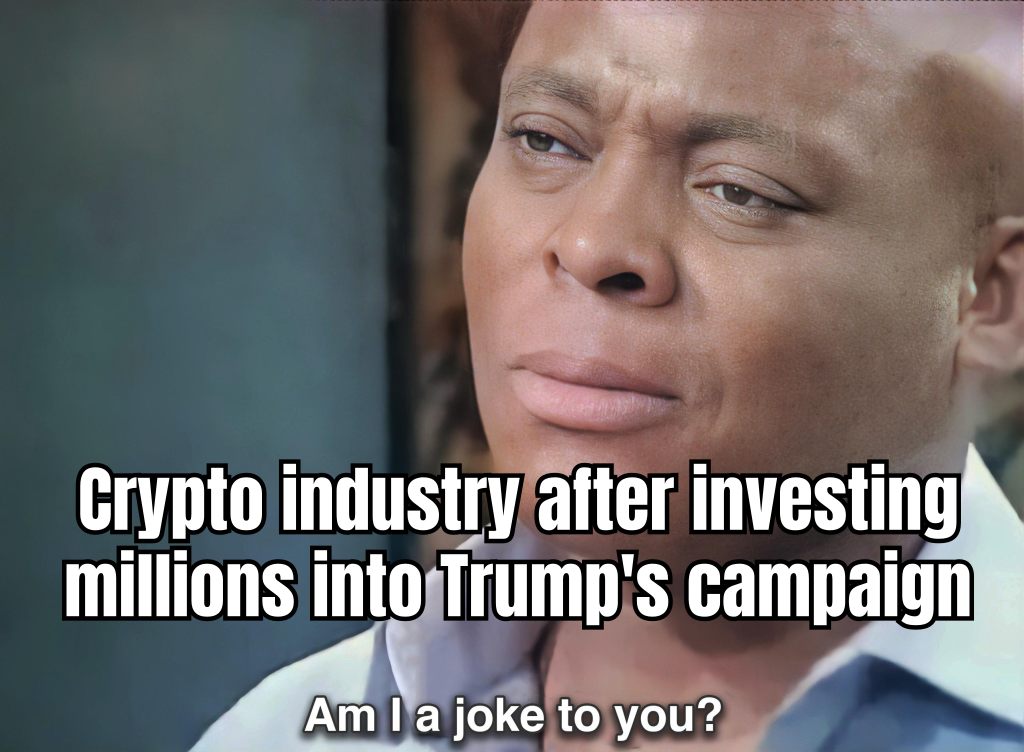 Crypto industry after investing
millions into Trump's campaign
Am I a joke to you?